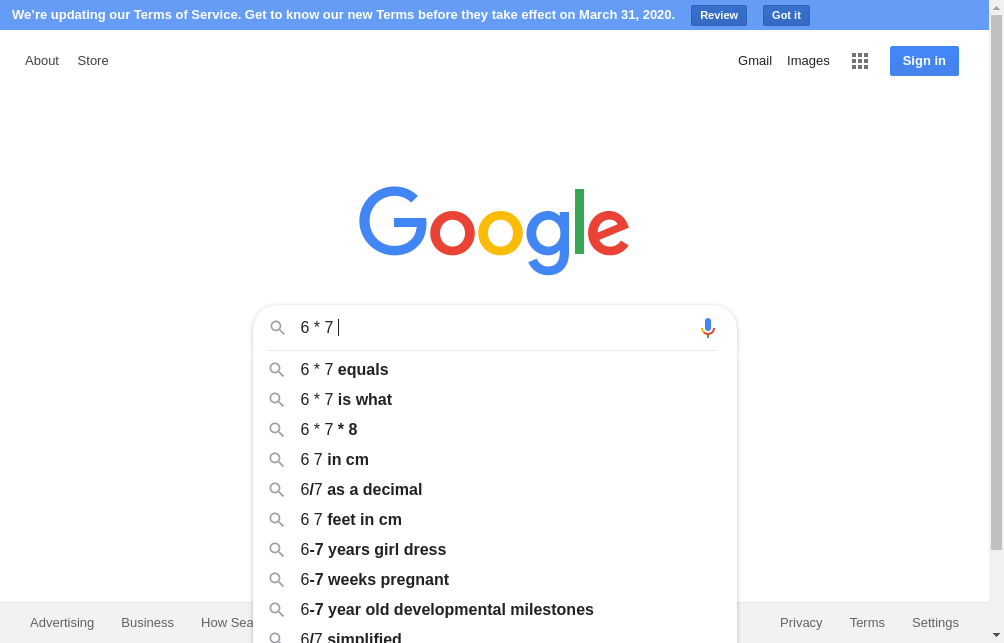 We're updating our Terms of Service. Get to know our new Terms before they take effect on March 31, 2020. Review Got it
About Store Gmail Images Sign in
Google
6 * 7
6 * 7 equals
6 * 7 is what
6 * 7 * 8
6 7 in cm
6/7 as a decimal
6 7 feet in cm
6-7 years girl dress
6-7 weeks pregnant
6-7 year old developmental milestones
Advertising Business How Sea Privacy Terms Settings
6/7 simplified